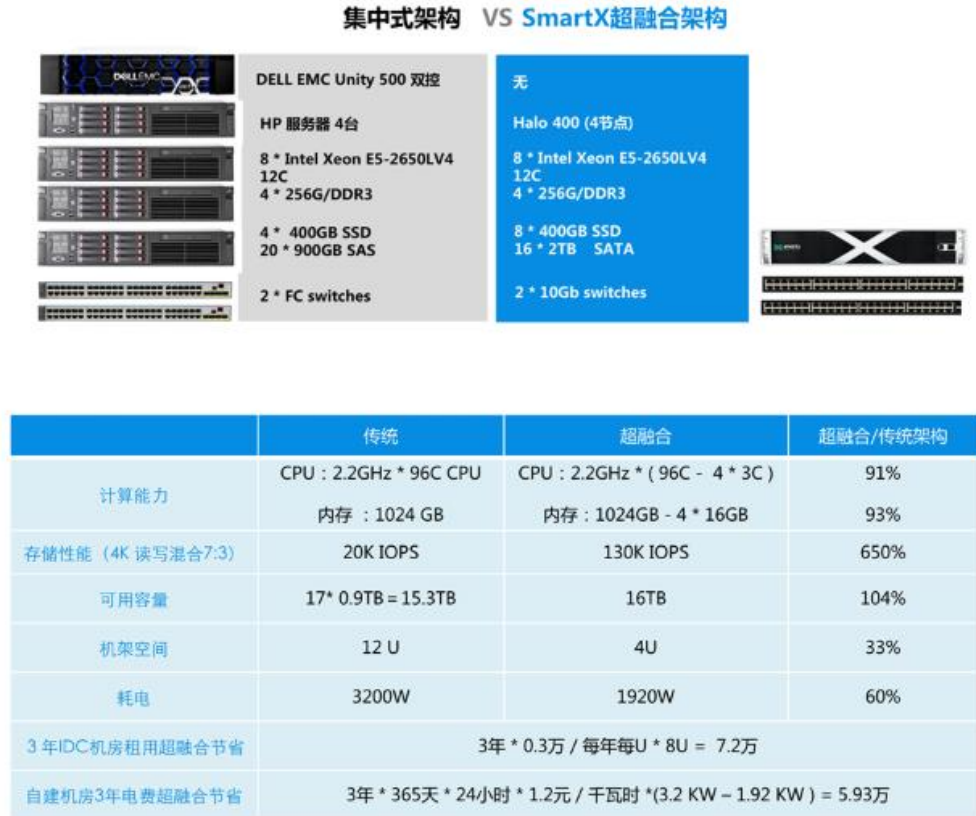 集中式架构 VS SmartX超融合架构
DELLEMC
DELL EMC Unity 500 双控
无
HP 服务器 4台
Halo 400 (4节点)
8 * Intel Xeon E5-2650LV4
12C
4 * 256G/DDR3
8 * Intel Xeon E5-2650LV4
12C
4 * 256G/DDR3
4 * 400GB SSD
20 * 900GB SAS
8 * 400GB SSD
16 * 2TB SATA
2 * FC switches
2 * 10Gb switches
传统 超融合 超融合/传统架构
计算能力
CPU：2.2GHz * 96C CPU CPU：2.2GHz * ( 96C - 4 * 3C ) 91%
内存 ：1024 GB 内存：1024GB - 4 * 16GB 93%
存储性能（4K 读写混合7:3） 20K IOPS 130K IOPS 650%
可用容量 17* 0.9TB = 15.3TB 16TB 104%
机架空间 12 U 4U 33%
耗电 3200W 1920W 60%
3 年IDC机房租用超融合节省 3年 * 0.3万 / 每年每U * 8U = 7.2万
自建机房3年电费超融合节省 3年 * 365天 * 24小时 * 1.2元 / 千瓦时 *(3.2 KW – 1.92 KW ) = 5.93万